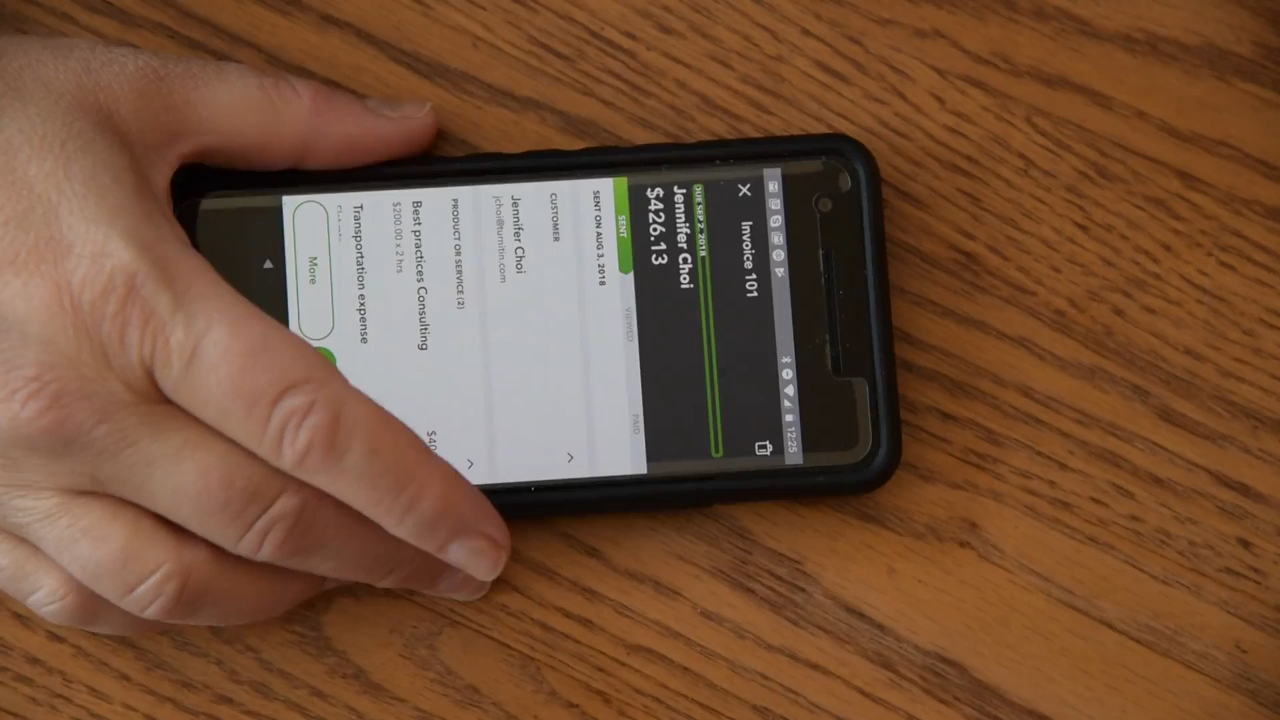 12:25
Invoice 101
DUE SEP 2, 2018
Jennifer Choi
$426.13
SENT
VIEWED
PAID
SENT ON AUG 3, 2018
CUSTOMER
Jennifer Choi
jchoi@turnitin.com
PRODUCT OR SERVICE (2)
Best practices Consulting
$200.00 x 2 hrs
Transportation expense
More